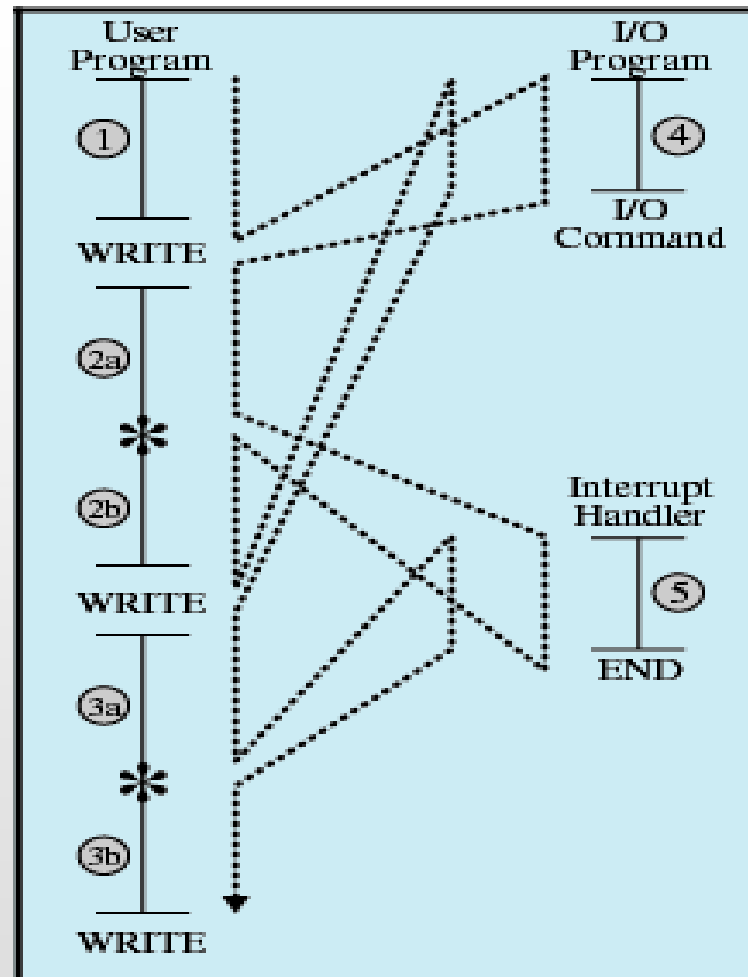 User
Program
1
WRITE
2a
*
2b
WRITE
3a
*
3b
WRITE
I/O
Program
4
I/O
Command
Interrupt
Handler
5
END